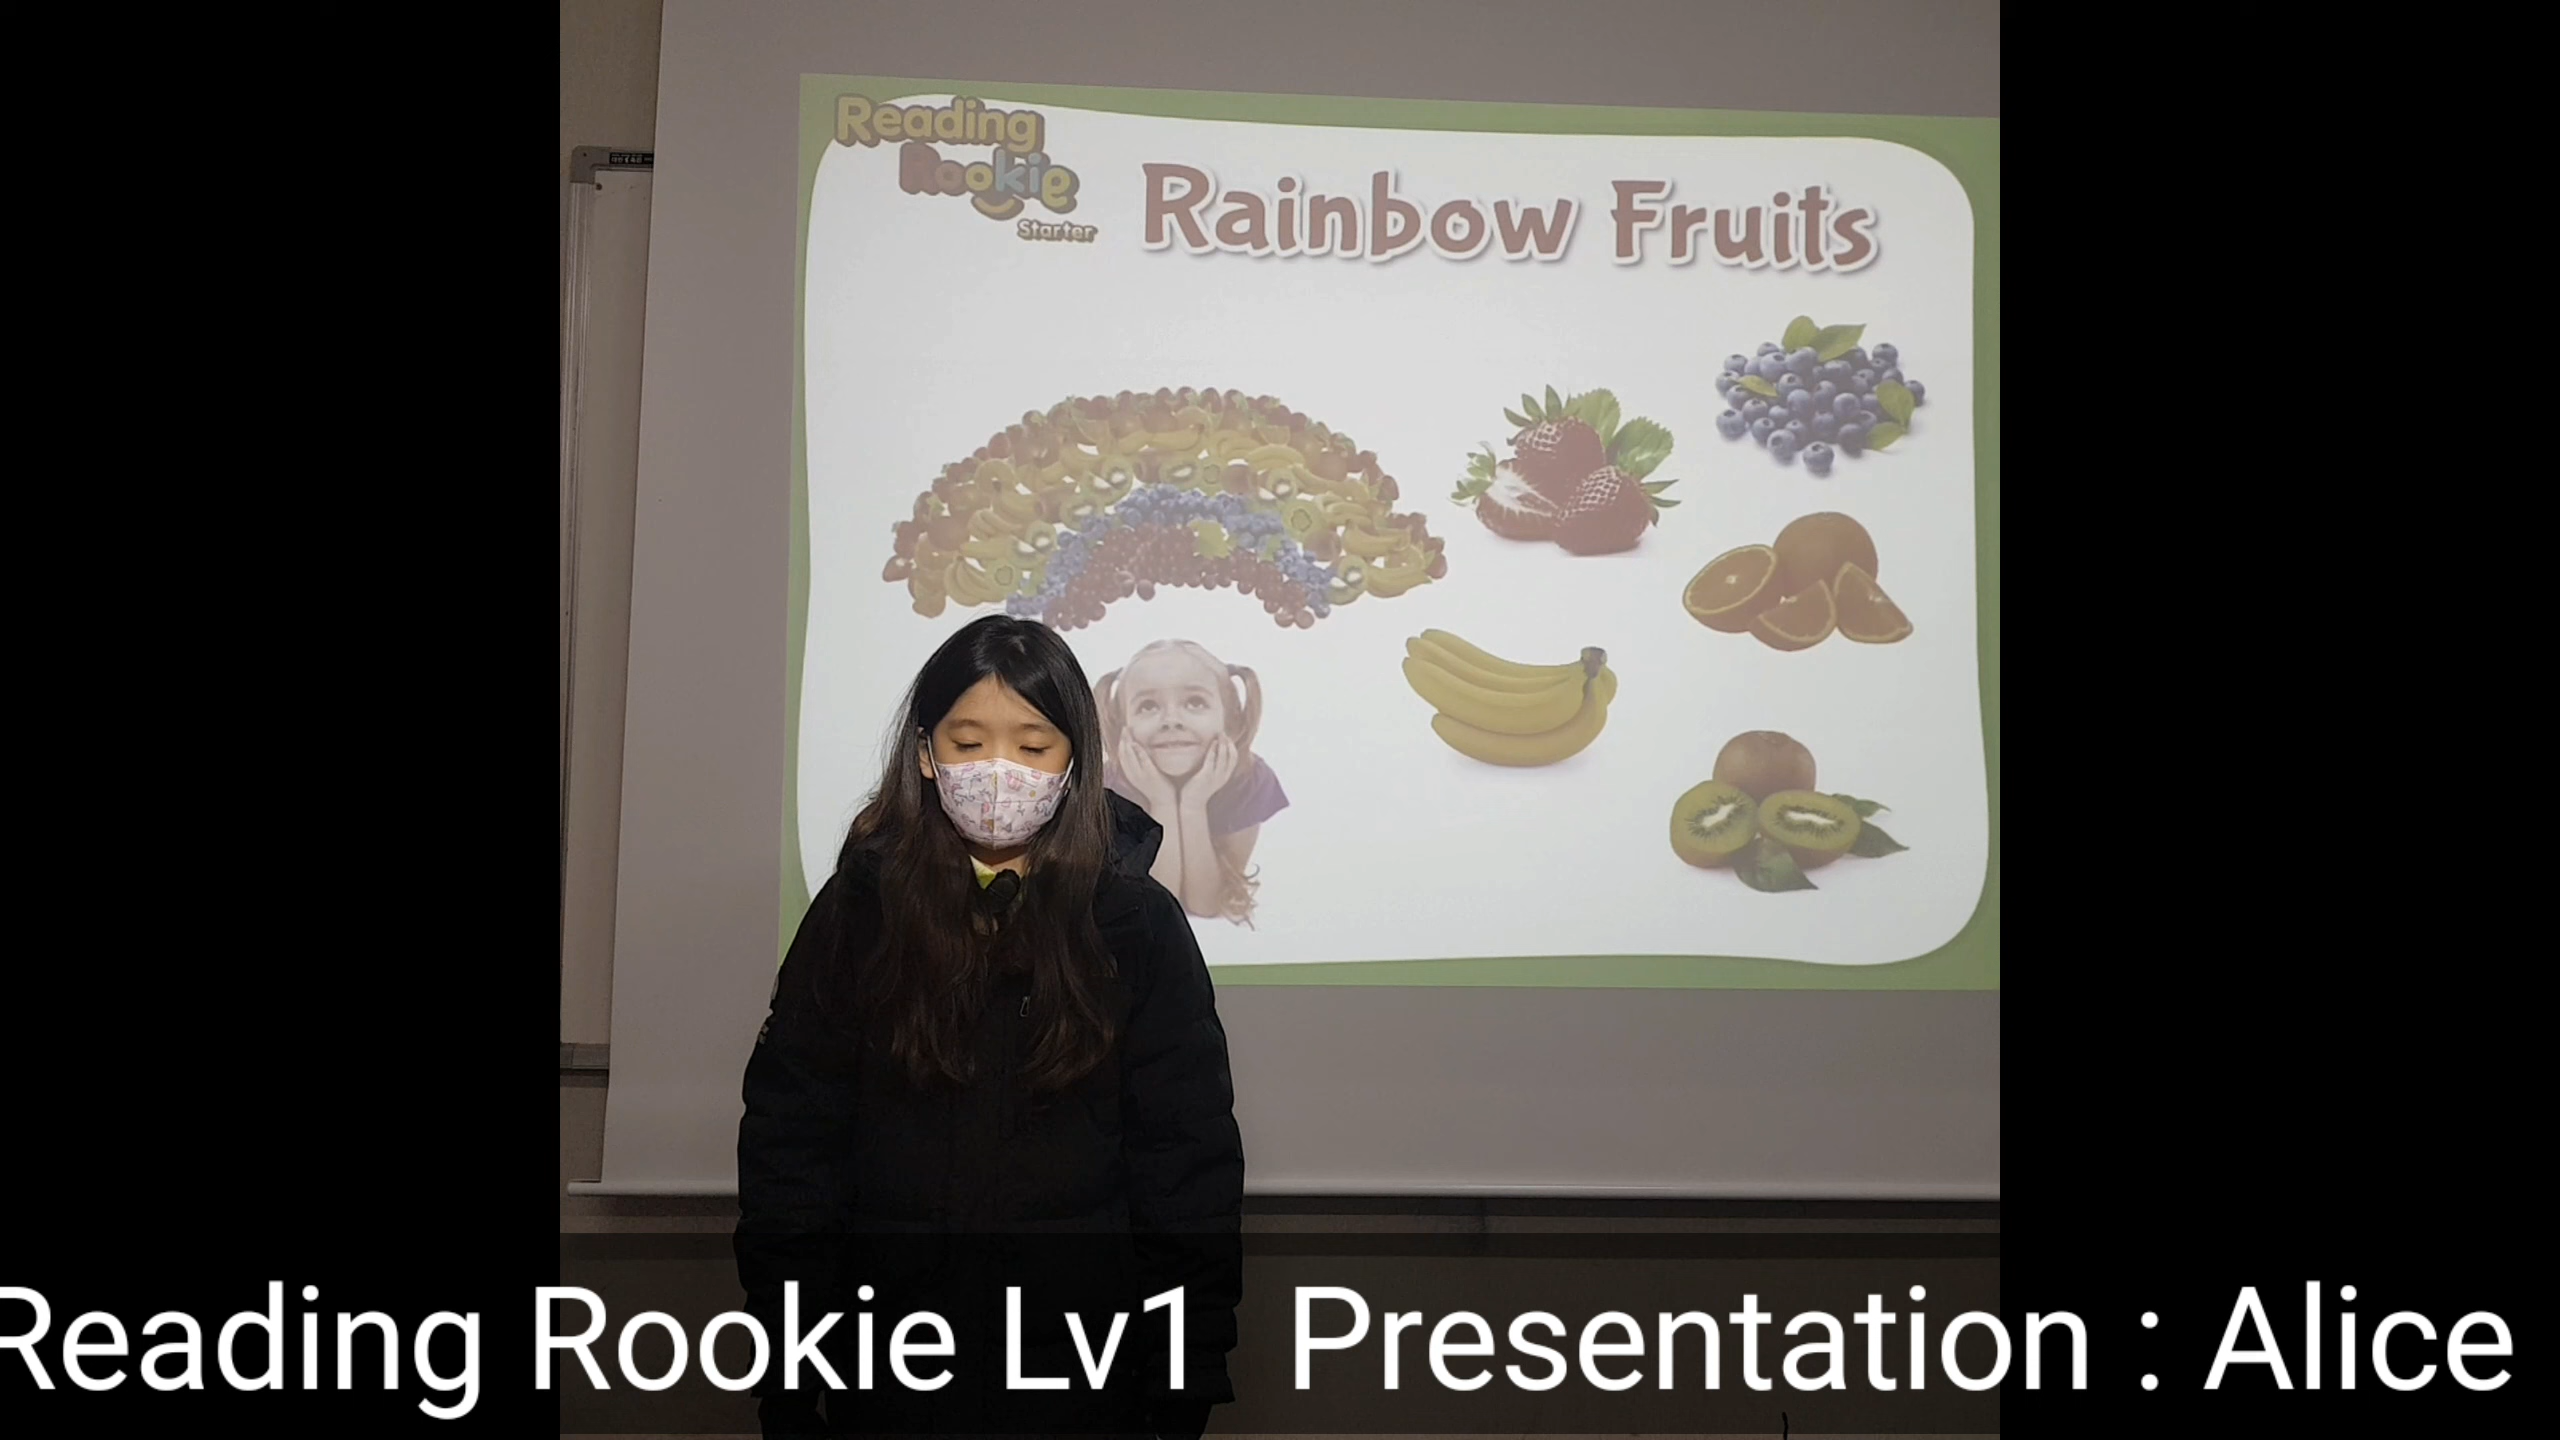 Reading
Rookie
Starter
Rainbow Fruits
Reading Rookie Lv1 Presentation : Alice